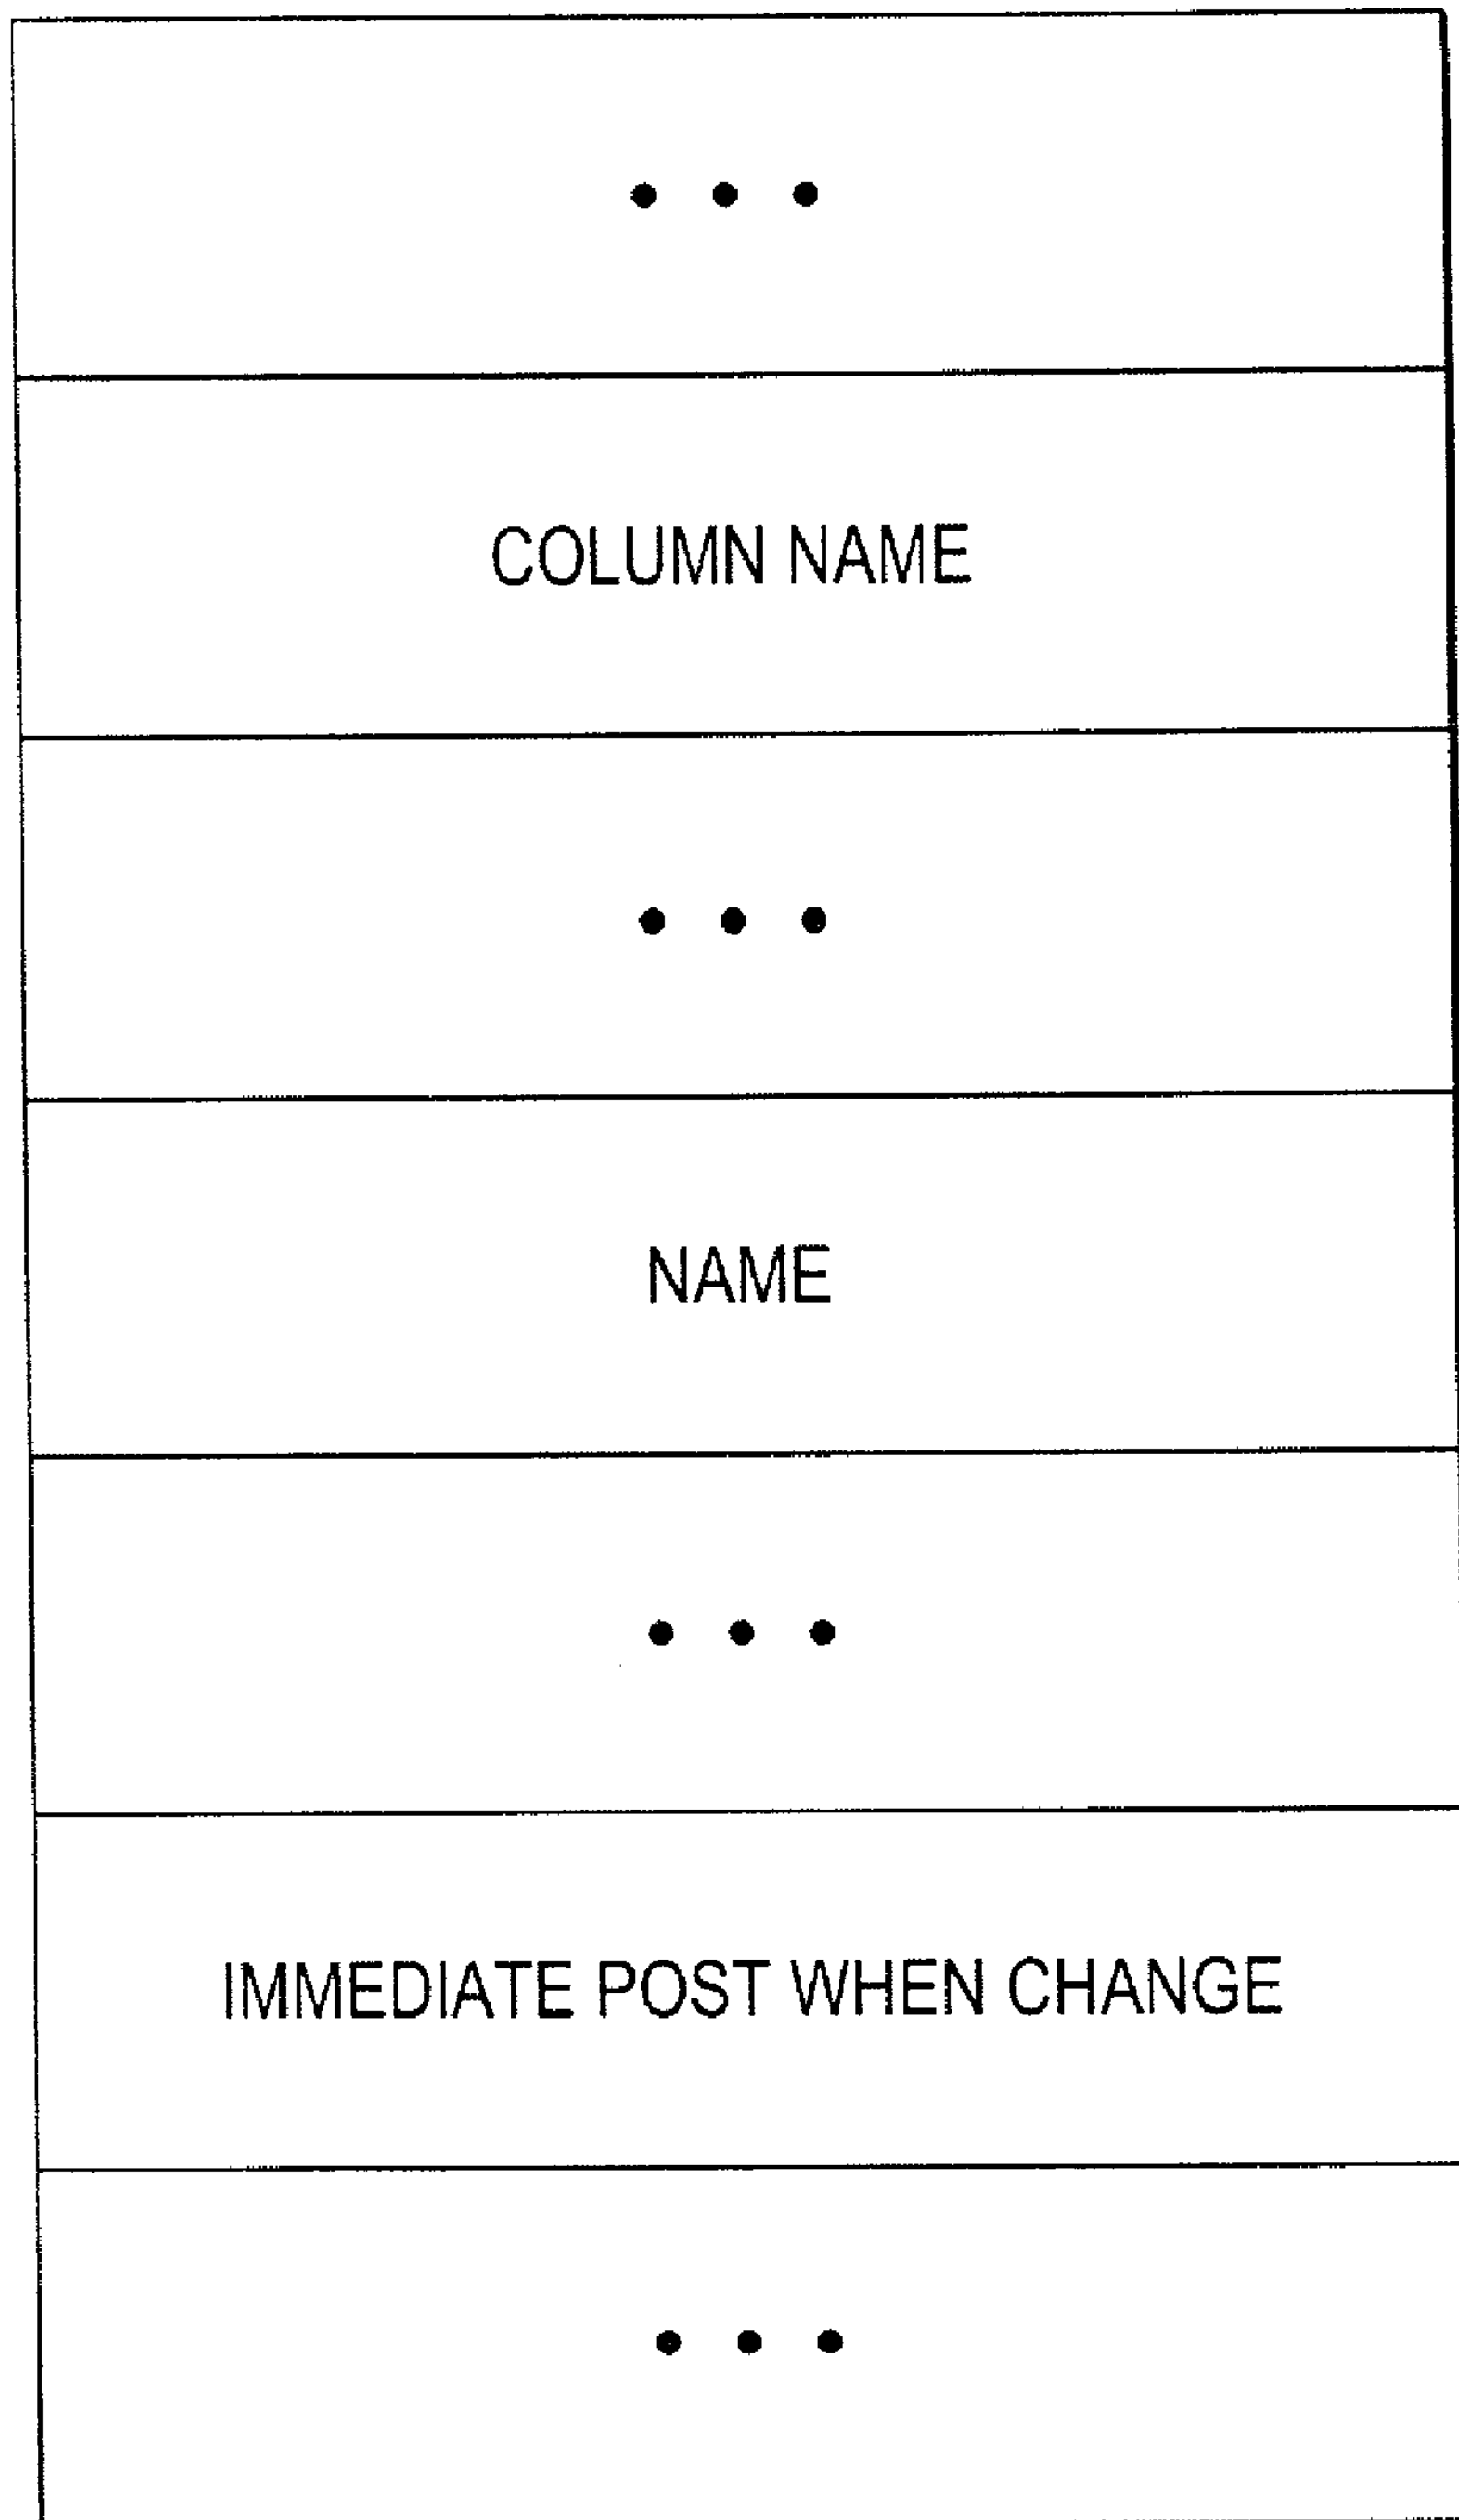 • • •
COLUMN NAME
• • •
NAME
• • •
IMMEDIATE POST WHEN CHANGE
• • •